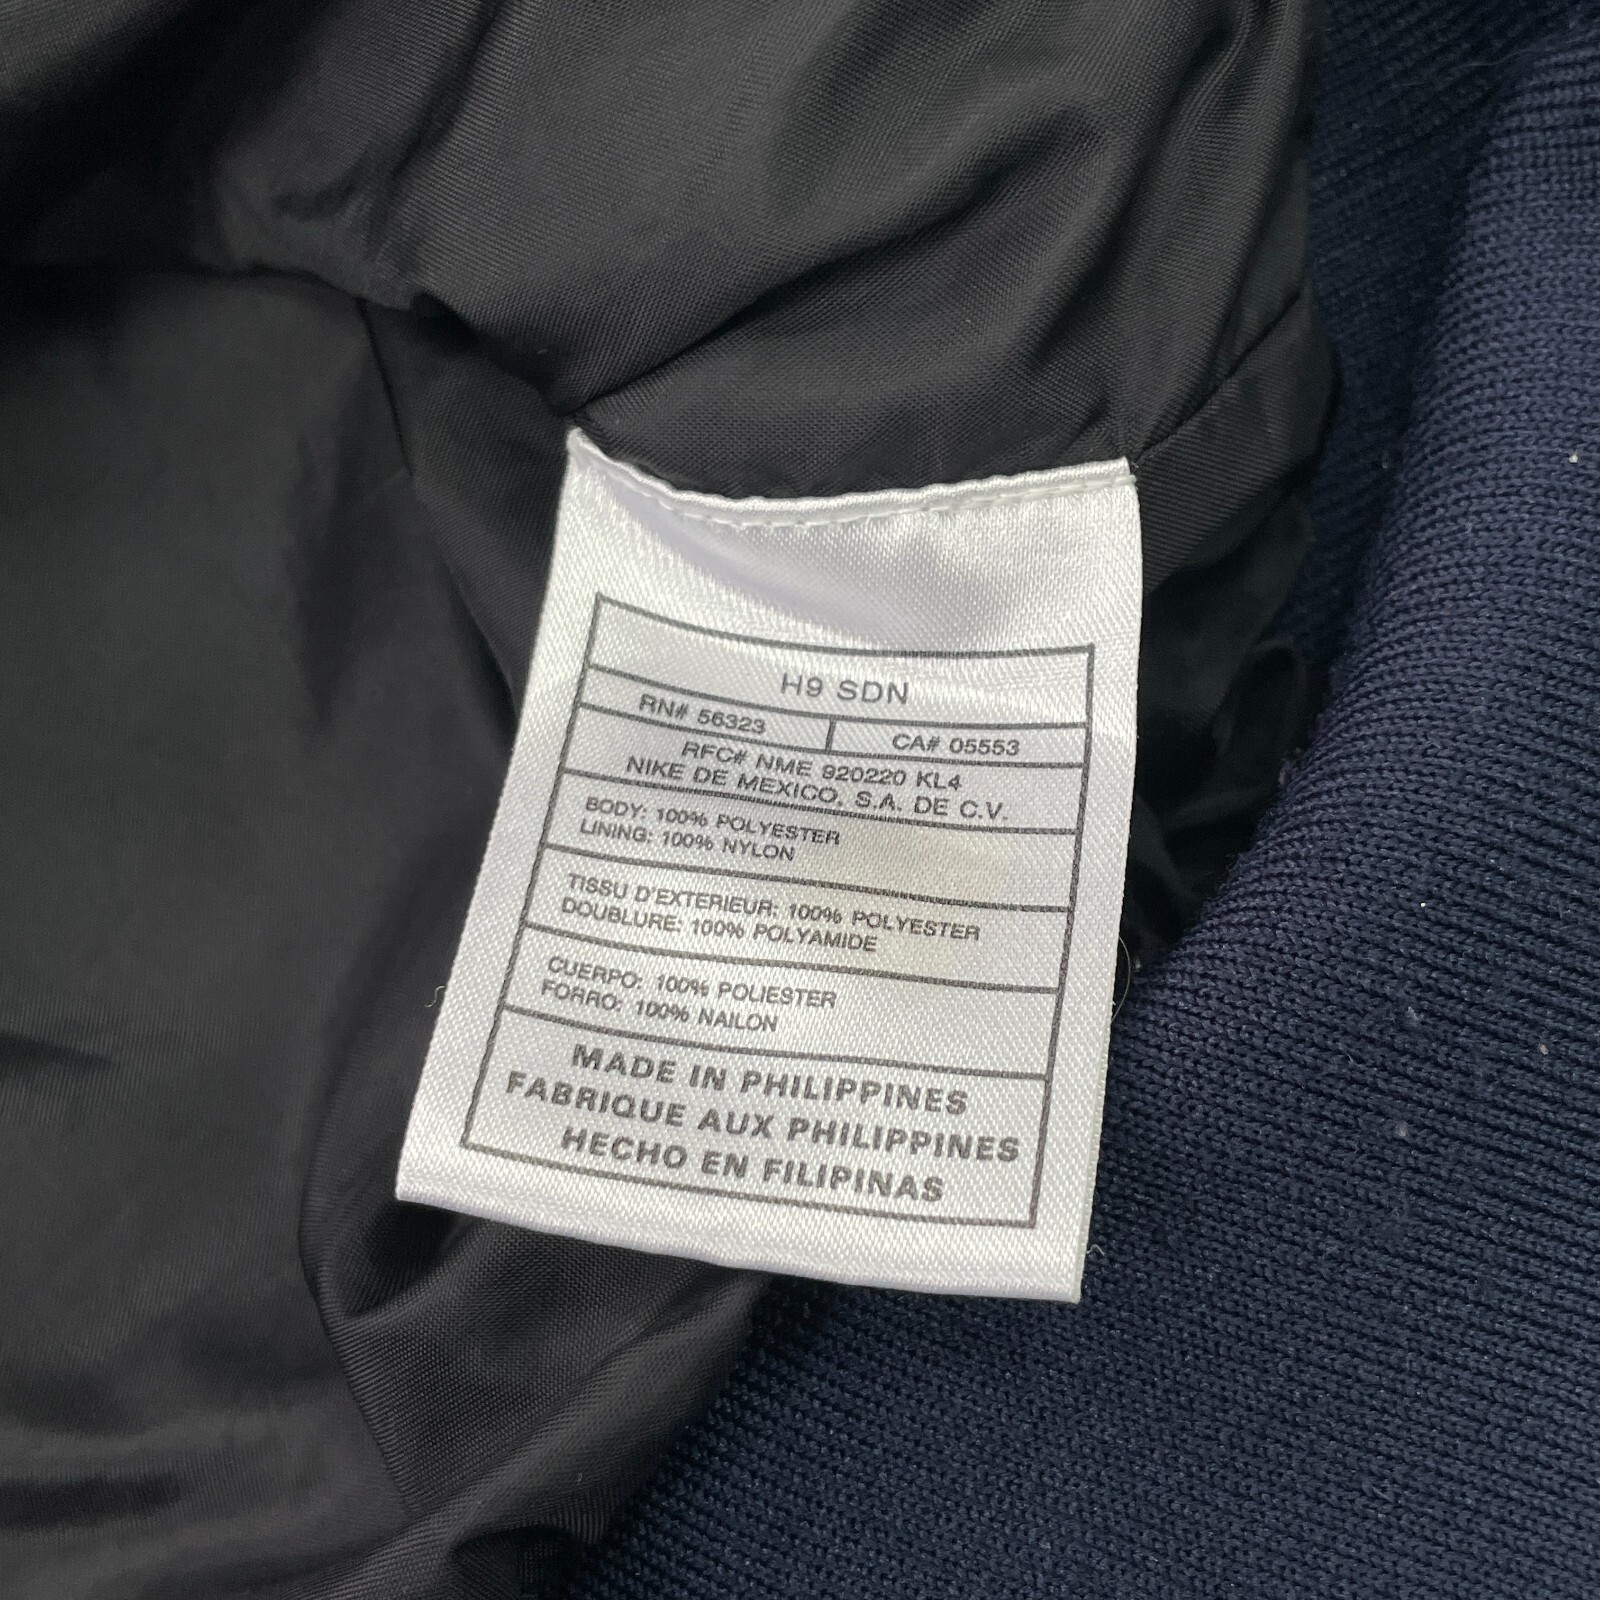 H9 SDN
RN# 56323 CA# 05553
RFC# NME 920220 KL4
NIKE DE MEXICO, S.A. DE C.V.
BODY: 100% POLYESTER
LINING: 100% NYLON
TISSU D'EXTERIEUR: 100% POLYESTER
DOUBLURE: 100% POLYAMIDE
CUERPO: 100% POLIESTER
FORRO: 100% NAILON
MADE IN PHILIPPINES
FABRIQUE AUX PHILIPPINES
HECHO EN FILIPINAS